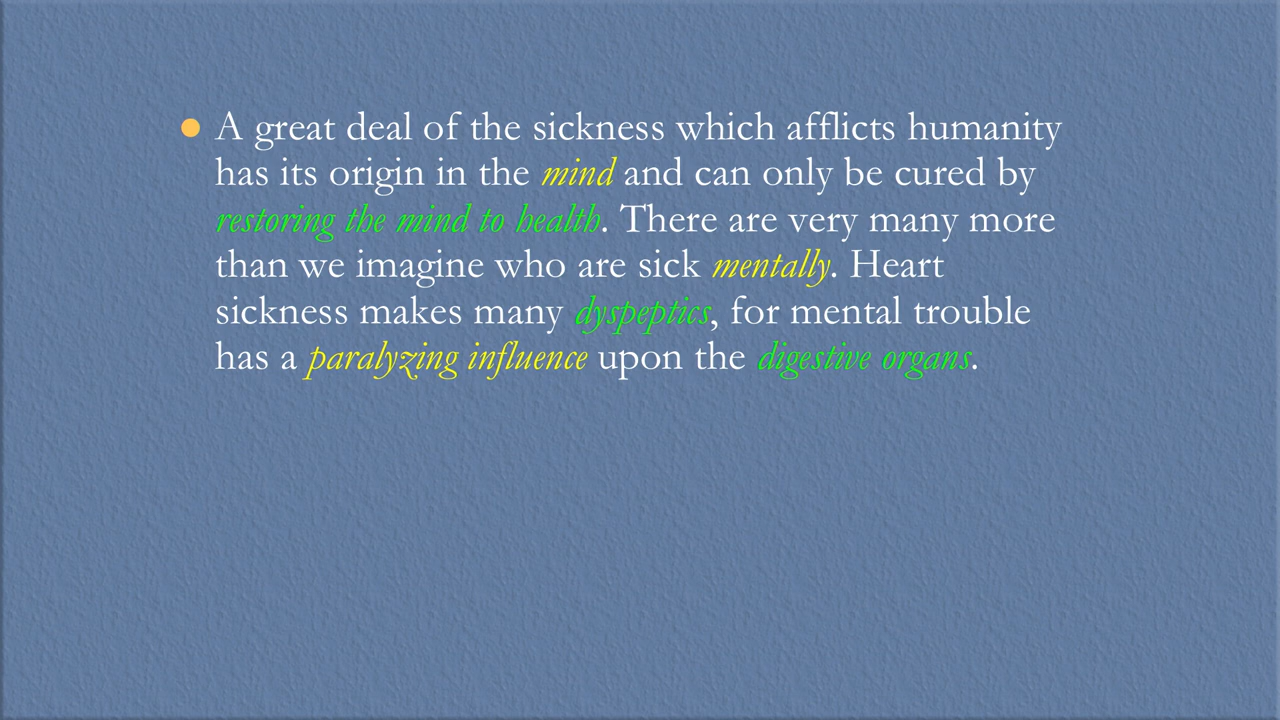 ● A great deal of the sickness which afflicts humanity
has its origin in the mind and can only be cured by
restoring the mind to health. There are very many more
than we imagine who are sick mentally. Heart
sickness makes many dyspeptics, for mental trouble
has a paralyzing influence upon the digestive organs.